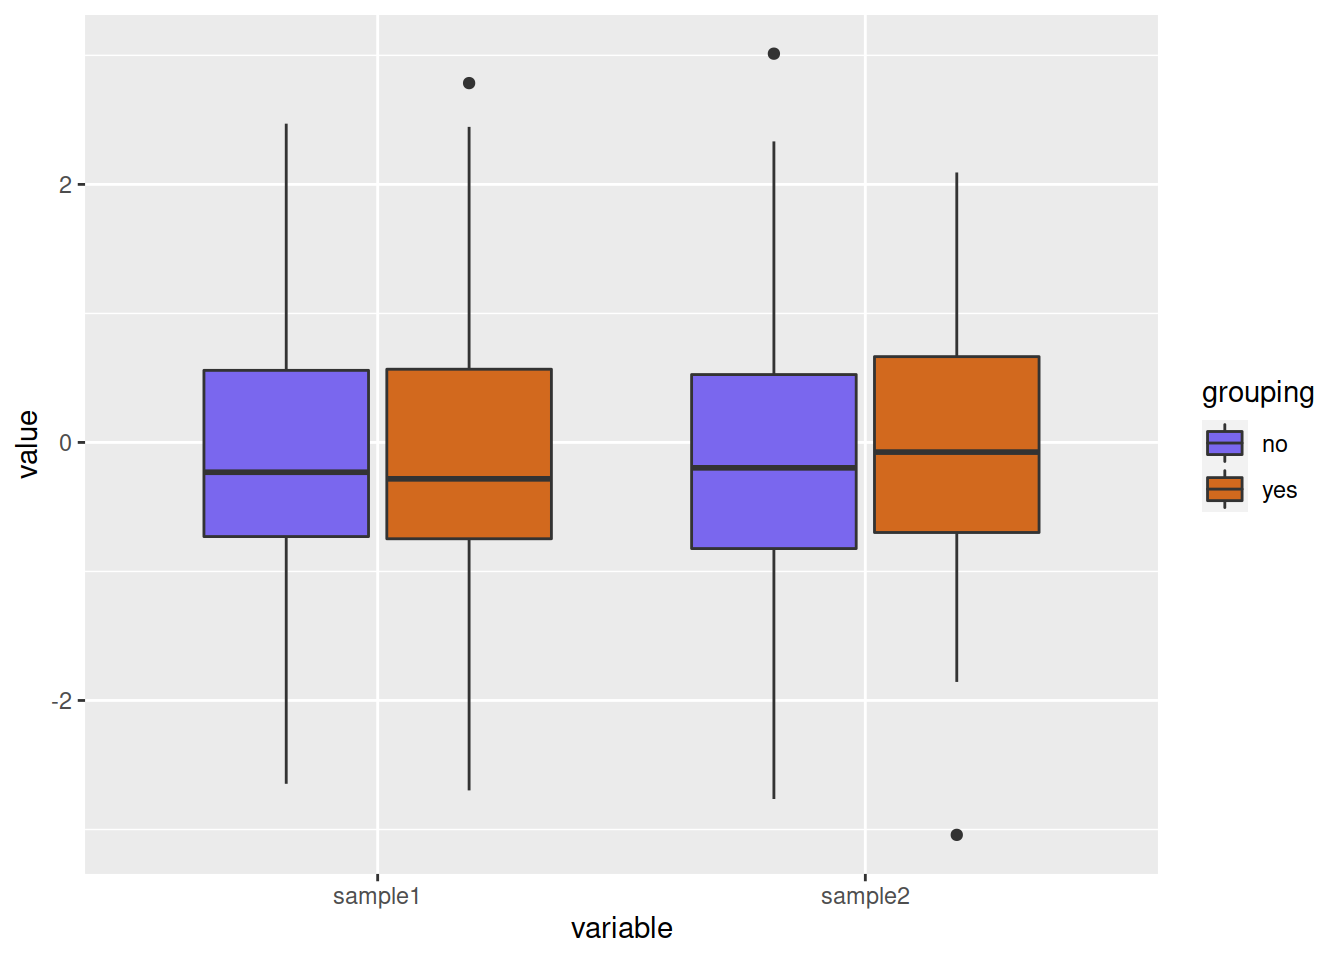 value
2
0
-2
sample1
sample2
variable
grouping
no
yes